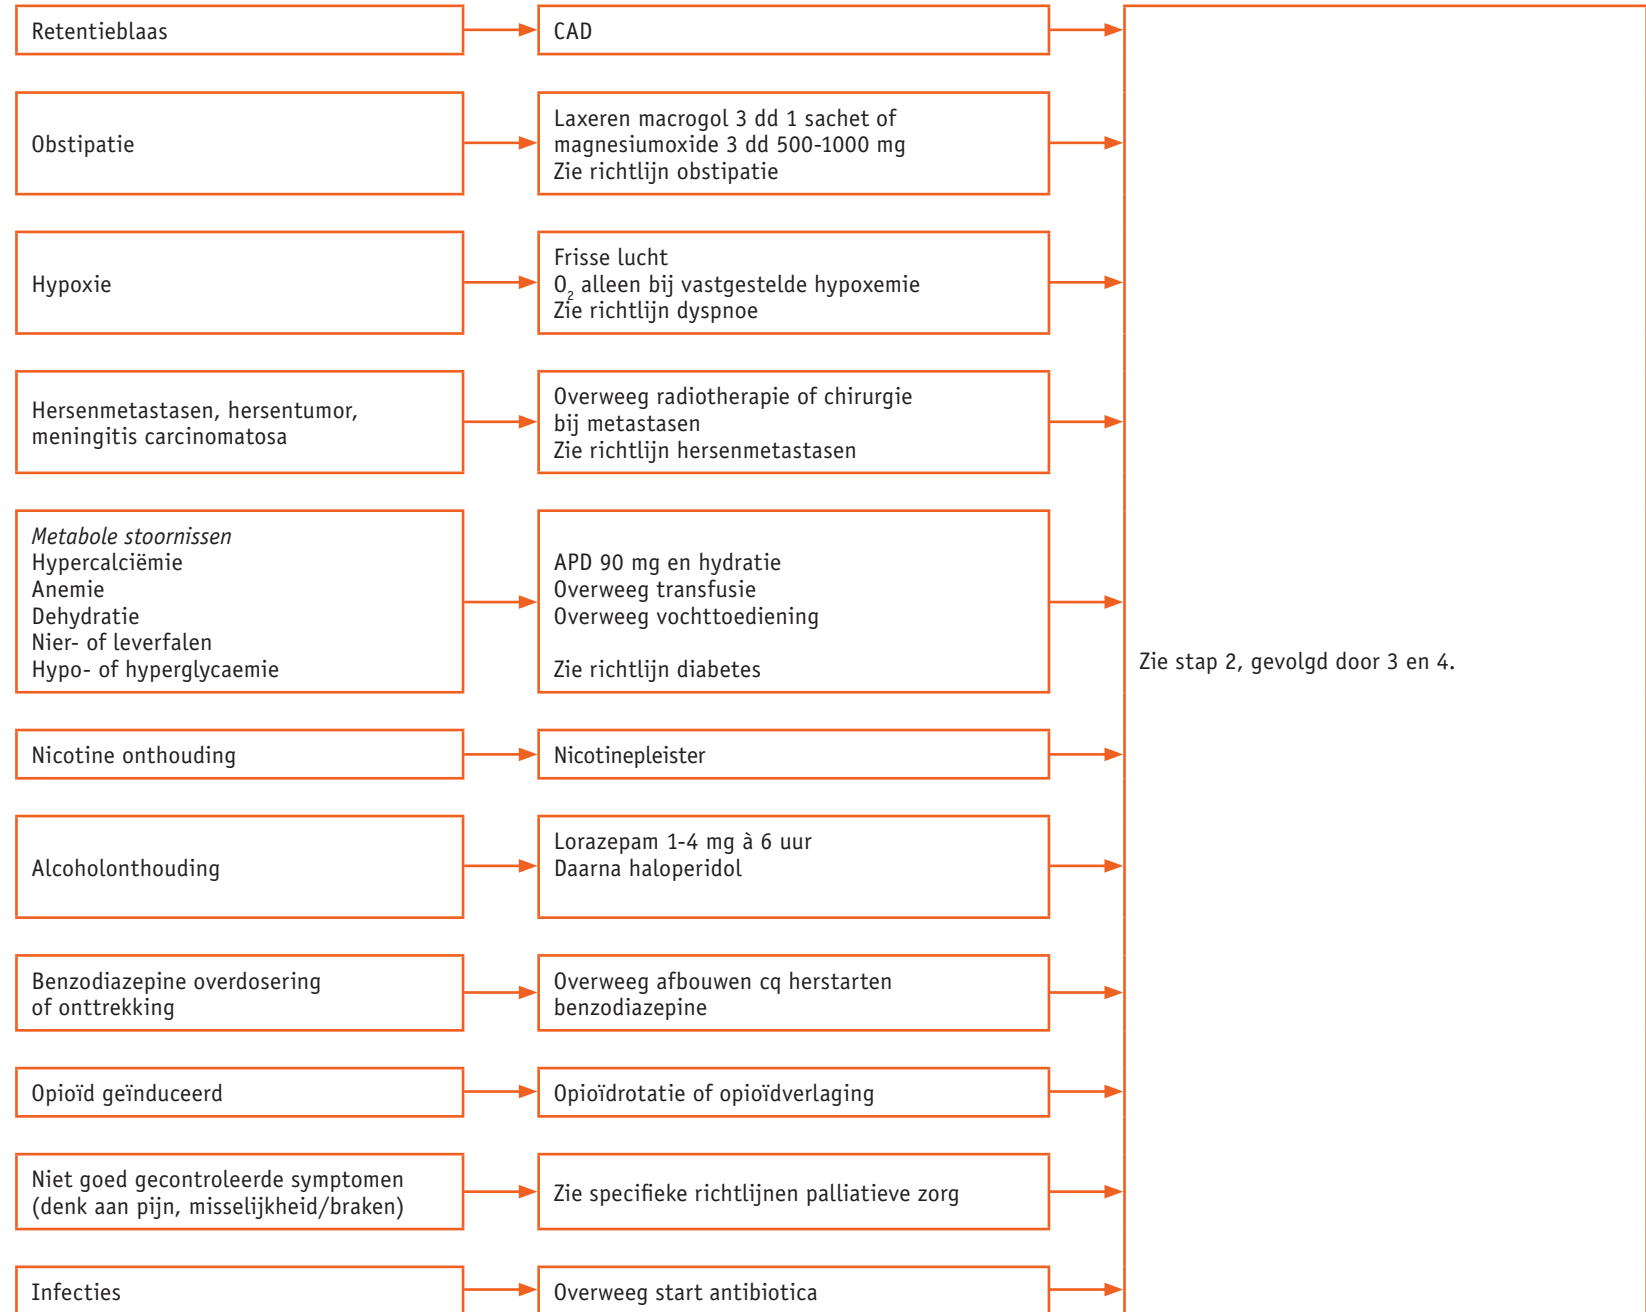 Retentieblaas
CAD
Obstipatie
Laxeren macrogol 3 dd 1 sachet of
magnesiumoxide 3 dd 500-1000 mg
Zie richtlijn obstipatie
Hypoxie
Frisse lucht
O₂ alleen bij vastgestelde hypoxemie
Zie richtlijn dyspnoe
Hersenmetastasen, hersentumor,
meningitis carcinomatosa
Overweeg radiotherapie of chirurgie
bij metastasen
Zie richtlijn hersenmetastasen
Metabole stoornissen
Hypercalciëmie
Anemie
Dehydratie
Nier- of leverfalen
Hypo- of hyperglycaemie
APD 90 mg en hydratie
Overweeg transfusie
Overweeg vochttoediening
Zie richtlijn diabetes
Nicotine onthouding
Nicotinepleister
Alcoholonthouding
Lorazepam 1-4 mg à 6 uur
Daarna haloperidol
Benzodiazepine overdosering
of onttrekking
Overweeg afbouwen cq herstarten
benzodiazepine
Opioïd geïnduceerd
Opioïdrotatie of opioïdverlaging
Niet goed gecontroleerde symptomen
(denk aan pijn, misselijkheid/braken)
Zie specifieke richtlijnen palliatieve zorg
Infecties
Overweeg start antibiotica
Zie stap 2, gevolgd door 3 en 4.